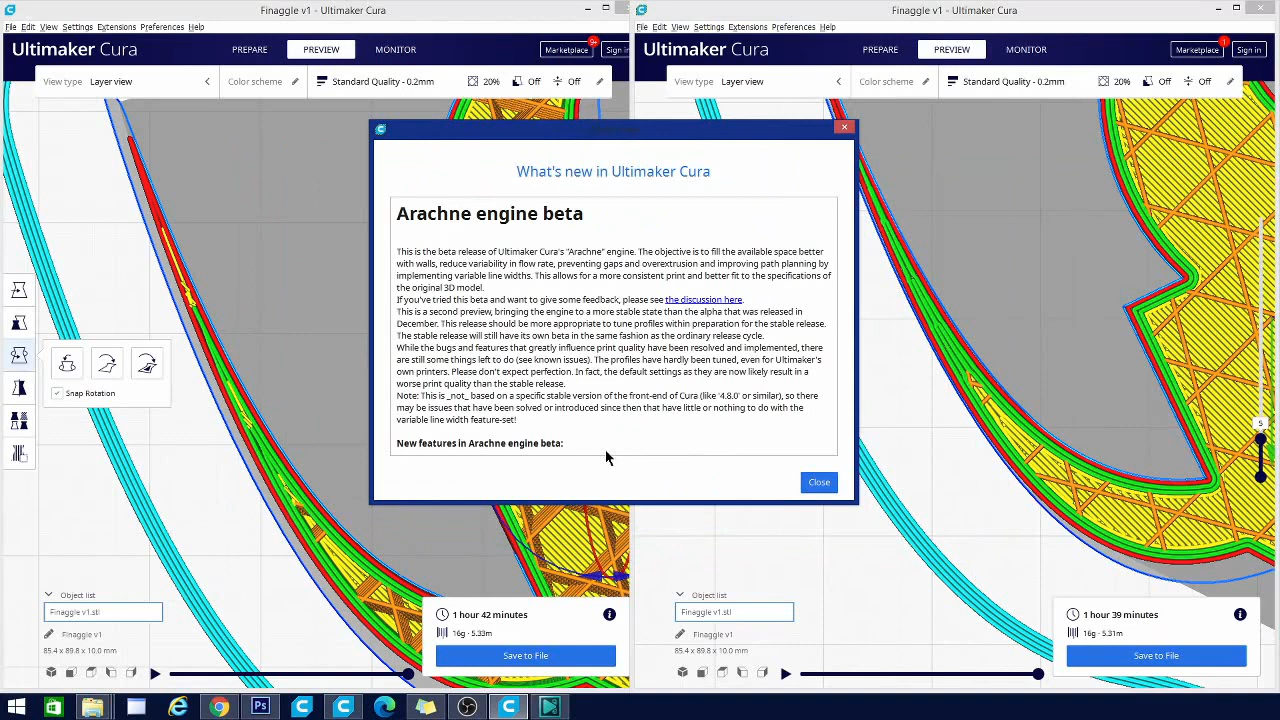 Finaggle v1 - Ultimaker Cura
File Edit View Settings Extensions Preferences Help
Ultimaker Cura
PREPARE
PREVIEW
MONITOR
Marketplace
9+
Sign in
View type
Layer view
Color scheme
Standard Quality - 0.2mm
20%
Off
Off
Finaggle v1 - Ultimaker Cura
File Edit View Settings Extensions Preferences Help
Ultimaker Cura
PREPARE
PREVIEW
MONITOR
Marketplace
1
Sign in
View type
Layer view
Color scheme
Standard Quality - 0.2mm
20%
Off
Off
What's new in Ultimaker Cura
Arachne engine beta
This is the beta release of Ultimaker Cura's "Arachne" engine. The objective is to fill the available space better
with walls, reduce variability in flow rate, preventing gaps and overextrusion and improving path planning by
implementing variable line widths. This allows for a more consistent print and better fit to the specifications of
the original 3D model.
If you've tried this beta and want to give some feedback, please see the discussion here.
This is a second preview, bringing the engine to a more stable state than the alpha that was released in
December. This release should be more appropriate to tune profiles within preparation for the stable release.
The stable release will still have its own beta in the same fashion as the ordinary release cycle.
While the bugs and features that greatly influence print quality have been resolved and implemented, there
are still some things left to do (see known issues). The profiles have hardly been tuned, even for Ultimaker's
own printers. Please don't expect perfection. In fact, the default settings as they are now likely result in a
worse print quality than the stable release.
Note: This is _not_ based on a specific stable version of the front-end of Cura (like '4.8.0' or similar), so there
may be issues that have been solved or introduced since then that have little or nothing to do with the
variable line width feature-set!
New features in Arachne engine beta:
Close
Snap Rotation
5
Object list
Finaggle v1.stl
Finaggle v1
85.4 x 89.8 x 10.0 mm
1 hour 42 minutes
16g · 5.33m
Save to File
Object list
Finaggle v1.stl
Finaggle v1
85.4 x 89.8 x 10.0 mm
1 hour 39 minutes
16g · 5.31m
Save to File
Ps